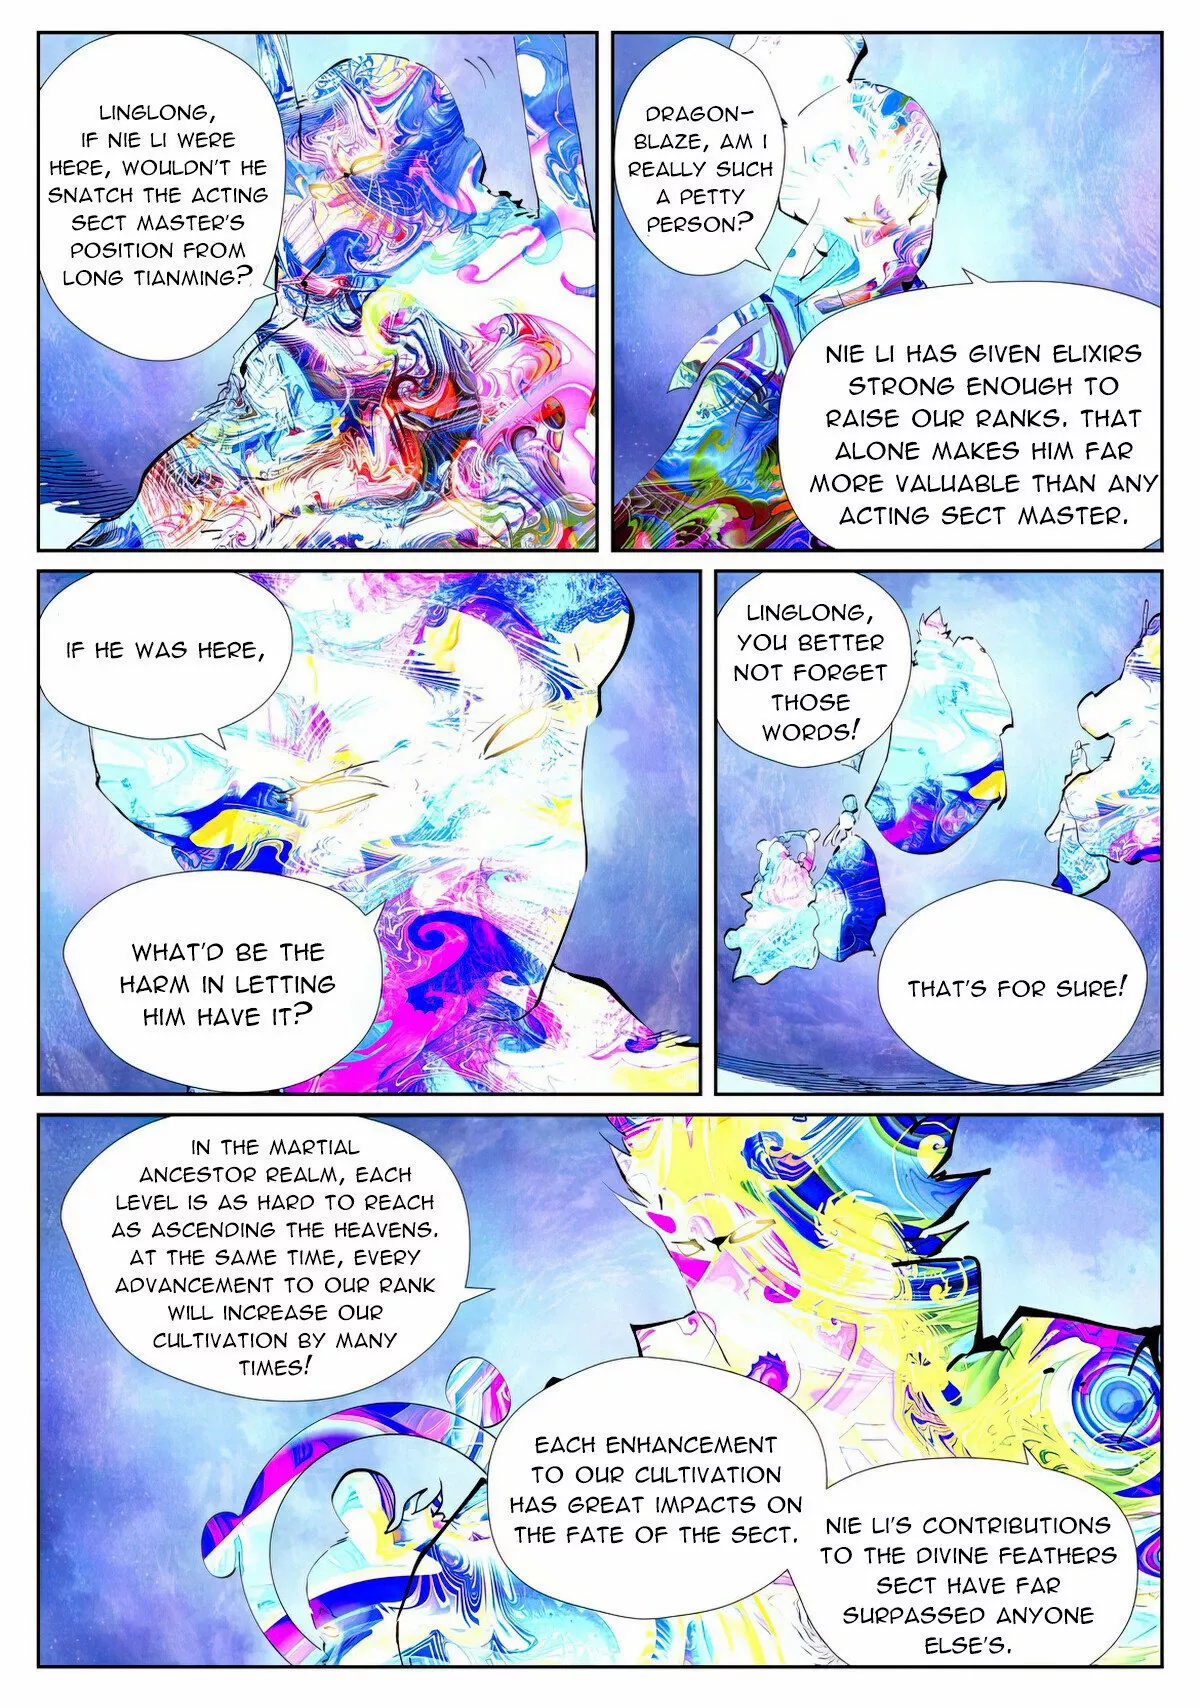 LINGLONG,
IF NIE LI WERE
HERE, WOULDN'T HE
SNATCH THE ACTING
SECT MASTER'S
POSITION FROM
LONG TIANMING?
DRAGON-
BLAZE, AM I
REALLY SUCH
A PETTY
PERSON?
NIE LI HAS GIVEN ELIXIRS
STRONG ENOUGH TO
RAISE OUR RANKS. THAT
ALONE MAKES HIM FAR
MORE VALUABLE THAN ANY
ACTING SECT MASTER.
IF HE WAS HERE,
WHAT'D BE THE
HARM IN LETTING
HIM HAVE IT?
LINGLONG,
YOU BETTER
NOT FORGET
THOSE
WORDS!
THAT'S FOR SURE!
IN THE MARTIAL
ANCESTOR REALM, EACH
LEVEL IS AS HARD TO REACH
AS ASCENDING THE HEAVENS.
AT THE SAME TIME, EVERY
ADVANCEMENT TO OUR RANK
WILL INCREASE OUR
CULTIVATION BY MANY
TIMES!
EACH ENHANCEMENT
TO OUR CULTIVATION
HAS GREAT IMPACTS ON
THE FATE OF THE SECT.
NIE LI'S CONTRIBUTIONS
TO THE DIVINE FEATHERS
SECT HAVE FAR
SURPASSED ANYONE
ELSE'S.